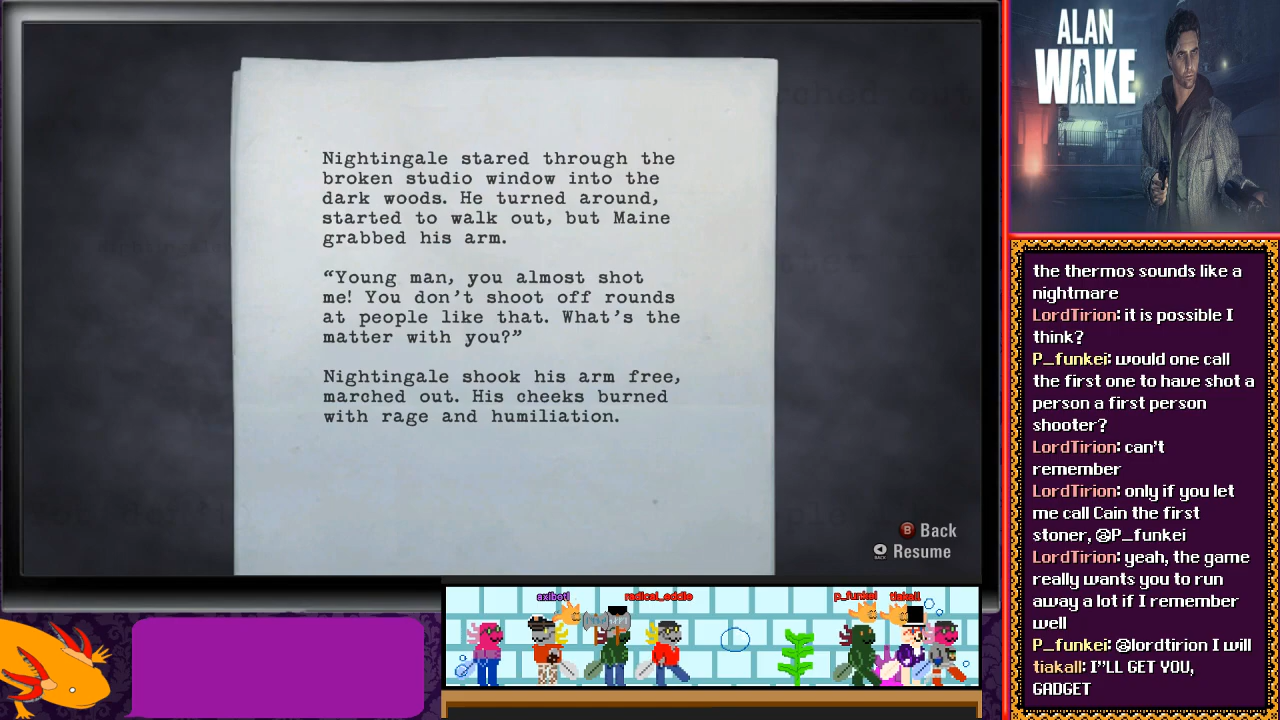 Nightingale stared through the
broken studio window into the
dark woods. He turned around,
started to walk out, but Maine
grabbed his arm.
“Young man, you almost shot
me! You don't shoot off rounds
at people like that. What's the
matter with you?”
Nightingale shook his arm free,
marched out. His cheeks burned
with rage and humiliation.
B Back
Resume
ALAN
WAKE
the thermos sounds like a
nightmare
LordTirion: it is possible I
think?
P_funkei: would one call
the first one to have shot a
person a first person
shooter?
LordTirion: can't
remember
LordTirion: only if you let
me call Cain the first
stoner, @P_funkei
LordTirion: yeah, the game
really wants you to run
away a lot if I remember
well
P_funkei: @lordtirion I will
tiakall: I"LL GET YOU,
GADGET
axibotl
radical_eddie
p_funkei
tiakall